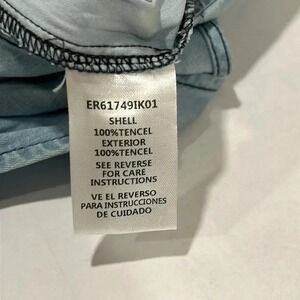 ER61749IK01
SHELL
100%TENCEL
EXTERIOR
100%TENCEL
SEE REVERSE
FOR CARE
INSTRUCTIONS
VE EL REVERSO
PARA INSTRUCCIONES
DE CUIDADO